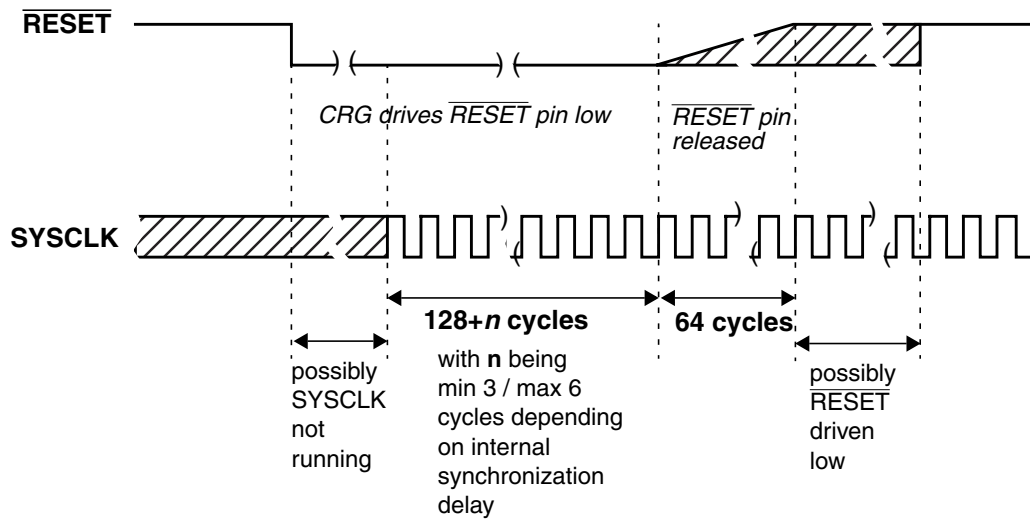 RESET
CRG drives RESET pin low
RESET pin
released
SYSCLK
128+n cycles
with n being
min 3 / max 6
cycles depending
on internal
synchronization
delay
64 cycles
possibly
SYSCLK
not
running
possibly
RESET
driven
low